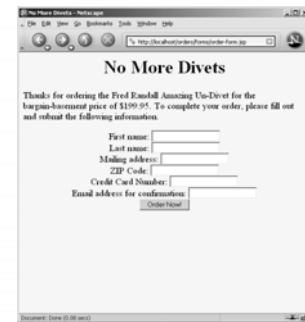 No More Divets - Netscape
File Edit View Go Bookmarks Tools Window Help
http://localhost/orders/forms/order-form.jsp
No More Divets
Thanks for ordering the Fred Randall Amazing Un-Divet for the
bargain-basement price of $199.95. To complete your order, please fill out
and submit the following information.
First name:
Last name:
Mailing address:
ZIP Code:
Credit Card Number:
Email address for confirmation:
Order Now!
Document: Done (0.08 secs)